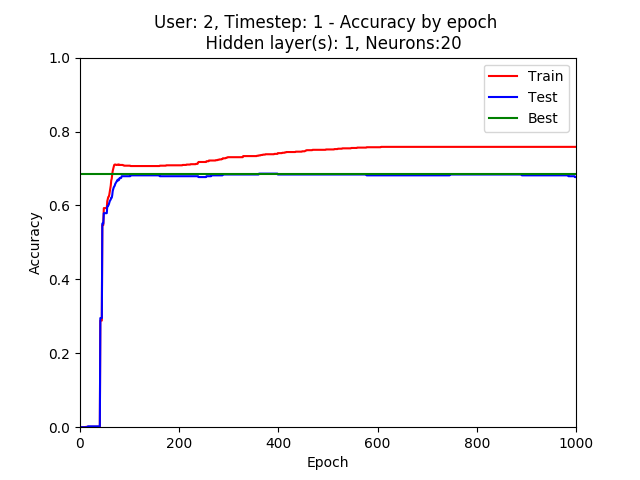 User: 2, Timestep: 1 - Accuracy by epoch
Hidden layer(s): 1, Neurons:20
Train
Test
Best
1.0
0.8
0.6
0.4
0.2
0.0
Accuracy
0 200 400 600 800 1000
Epoch